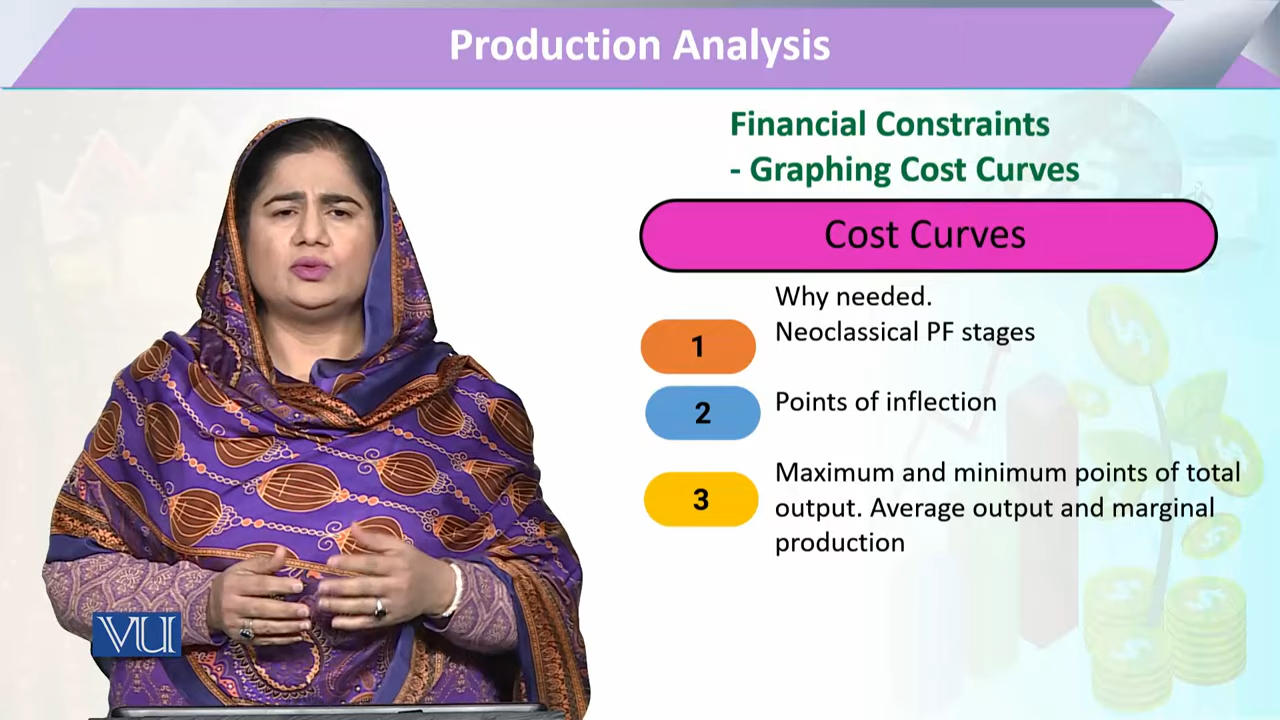 Production Analysis
Financial Constraints
- Graphing Cost Curves
Cost Curves
Why needed.
1 Neoclassical PF stages
2 Points of inflection
Maximum and minimum points of total
3 output. Average output and marginal
production
VU